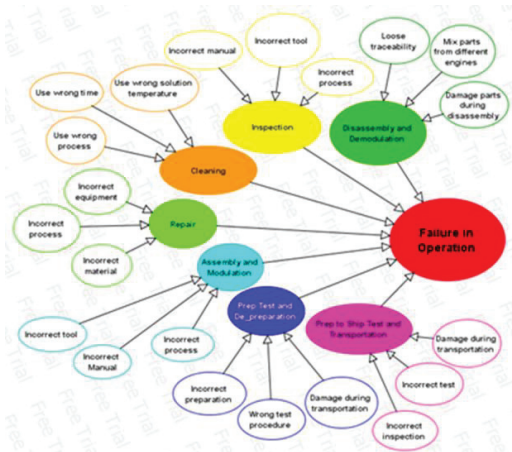 Incorrect manual
Incorrect tool
Incorrect
process
Loose
traceability
Mix parts
from different
engines
Damage parts
during
disassembly
Use wrong time
Use wrong solution
temperature
Use wrong
process
Inspection
Disassembly and
Demodulation
Cleaning
Incorrect
equipment
Incorrect
process
Incorrect
material
Repair
Failure in
Operation
Assembly and
Modulation
Incorrect tool
Incorrect
Manual
Incorrect
process
Prep Test and
De_preparation
Prep to Ship Test and
Transportation
Incorrect
preparation
Wrong test
procedure
Damage during
transportation
Damage during
transportation
Incorrect test
Incorrect
inspection
Free Trial